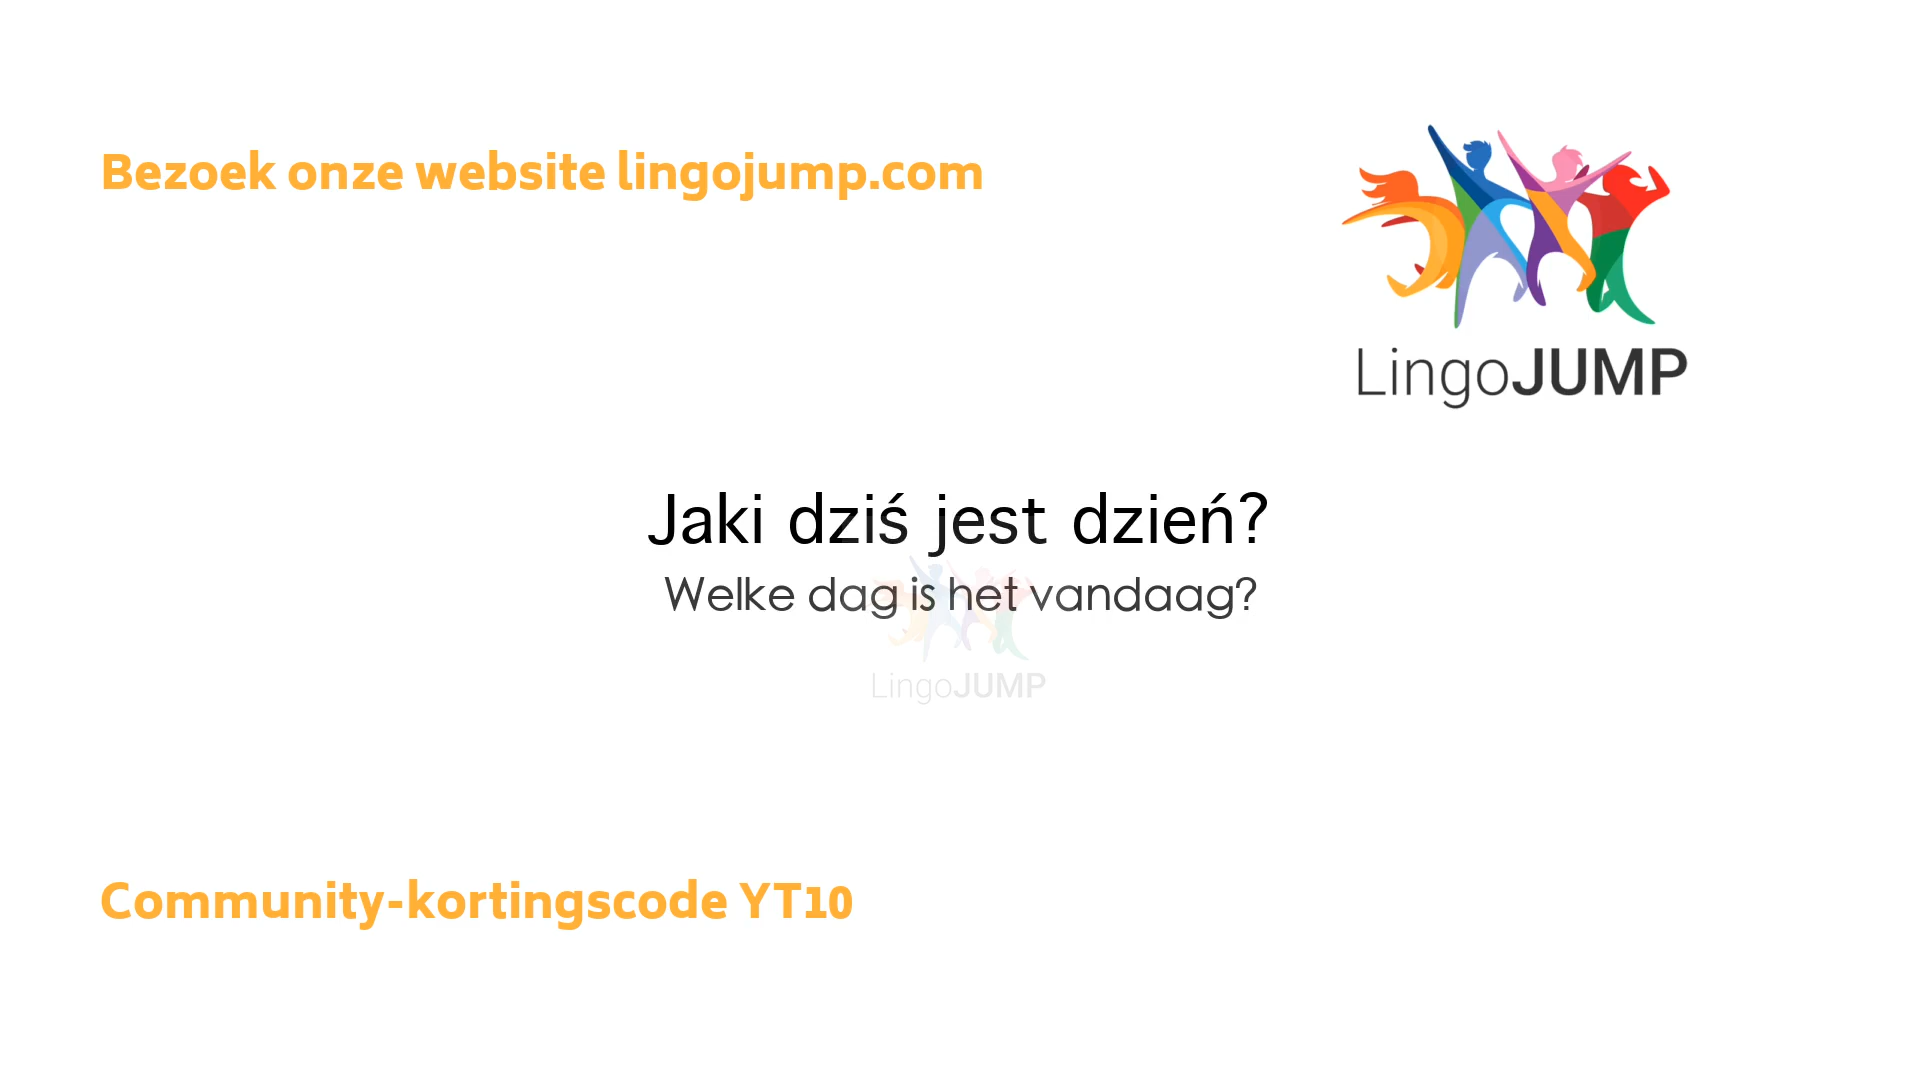 Bezoek onze website lingojump.com
LingoJUMP
Jaki dziś jest dzień?
Welke dag is het vandaag?
LingoJUMP
Community-kortingscode YT10